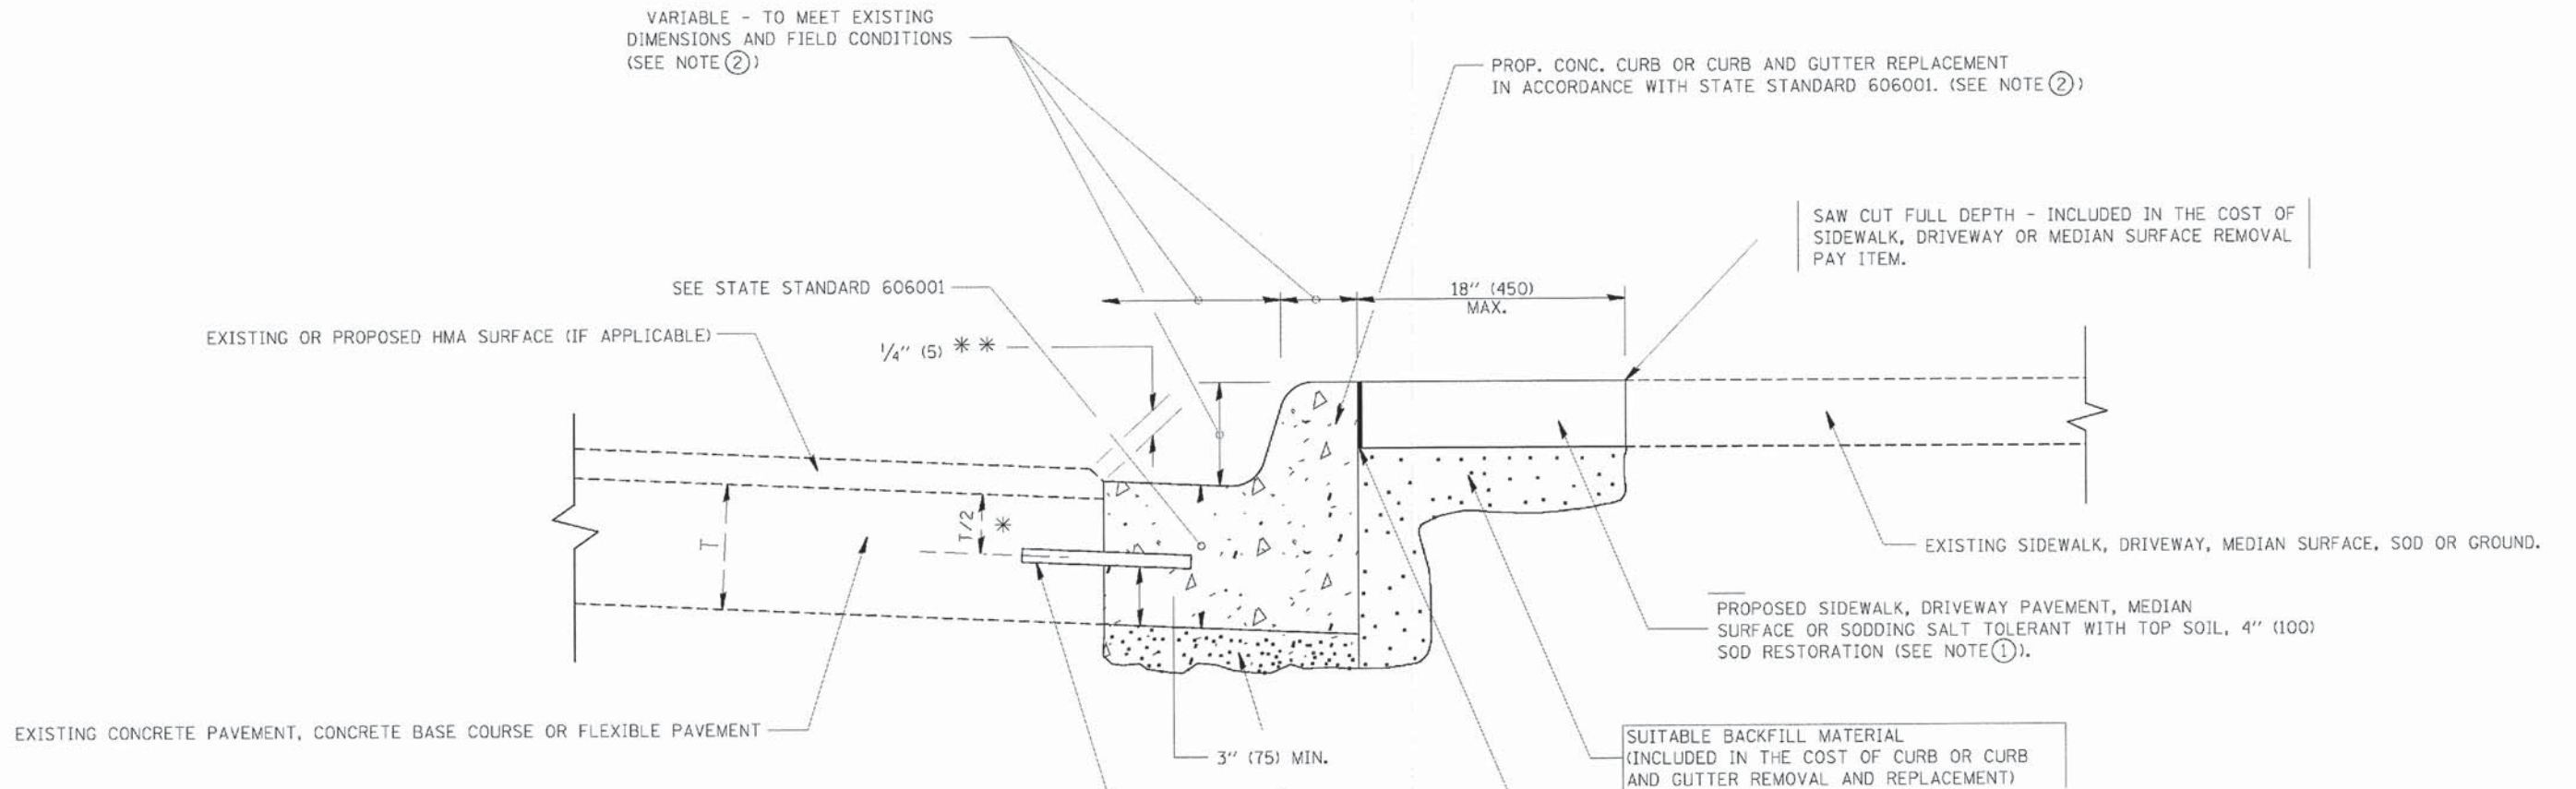 VARIABLE - TO MEET EXISTING
DIMENSIONS AND FIELD CONDITIONS
(SEE NOTE ②)
PROP. CONC. CURB OR CURB AND GUTTER REPLACEMENT
IN ACCORDANCE WITH STATE STANDARD 606001. (SEE NOTE ②)
SAW CUT FULL DEPTH - INCLUDED IN THE COST OF
SIDEWALK, DRIVEWAY OR MEDIAN SURFACE REMOVAL
PAY ITEM.
SEE STATE STANDARD 606001
18" (450)
MAX.
EXISTING OR PROPOSED HMA SURFACE (IF APPLICABLE)
1/4" (5) * *
T
T/2 *
EXISTING SIDEWALK, DRIVEWAY, MEDIAN SURFACE, SOD OR GROUND.
PROPOSED SIDEWALK, DRIVEWAY PAVEMENT, MEDIAN
SURFACE OR SODDING SALT TOLERANT WITH TOP SOIL, 4" (100)
SOD RESTORATION (SEE NOTE ①).
EXISTING CONCRETE PAVEMENT, CONCRETE BASE COURSE OR FLEXIBLE PAVEMENT
3" (75) MIN.
SUITABLE BACKFILL MATERIAL
(INCLUDED IN THE COST OF CURB OR CURB
AND GUTTER REMOVAL AND REPLACEMENT)